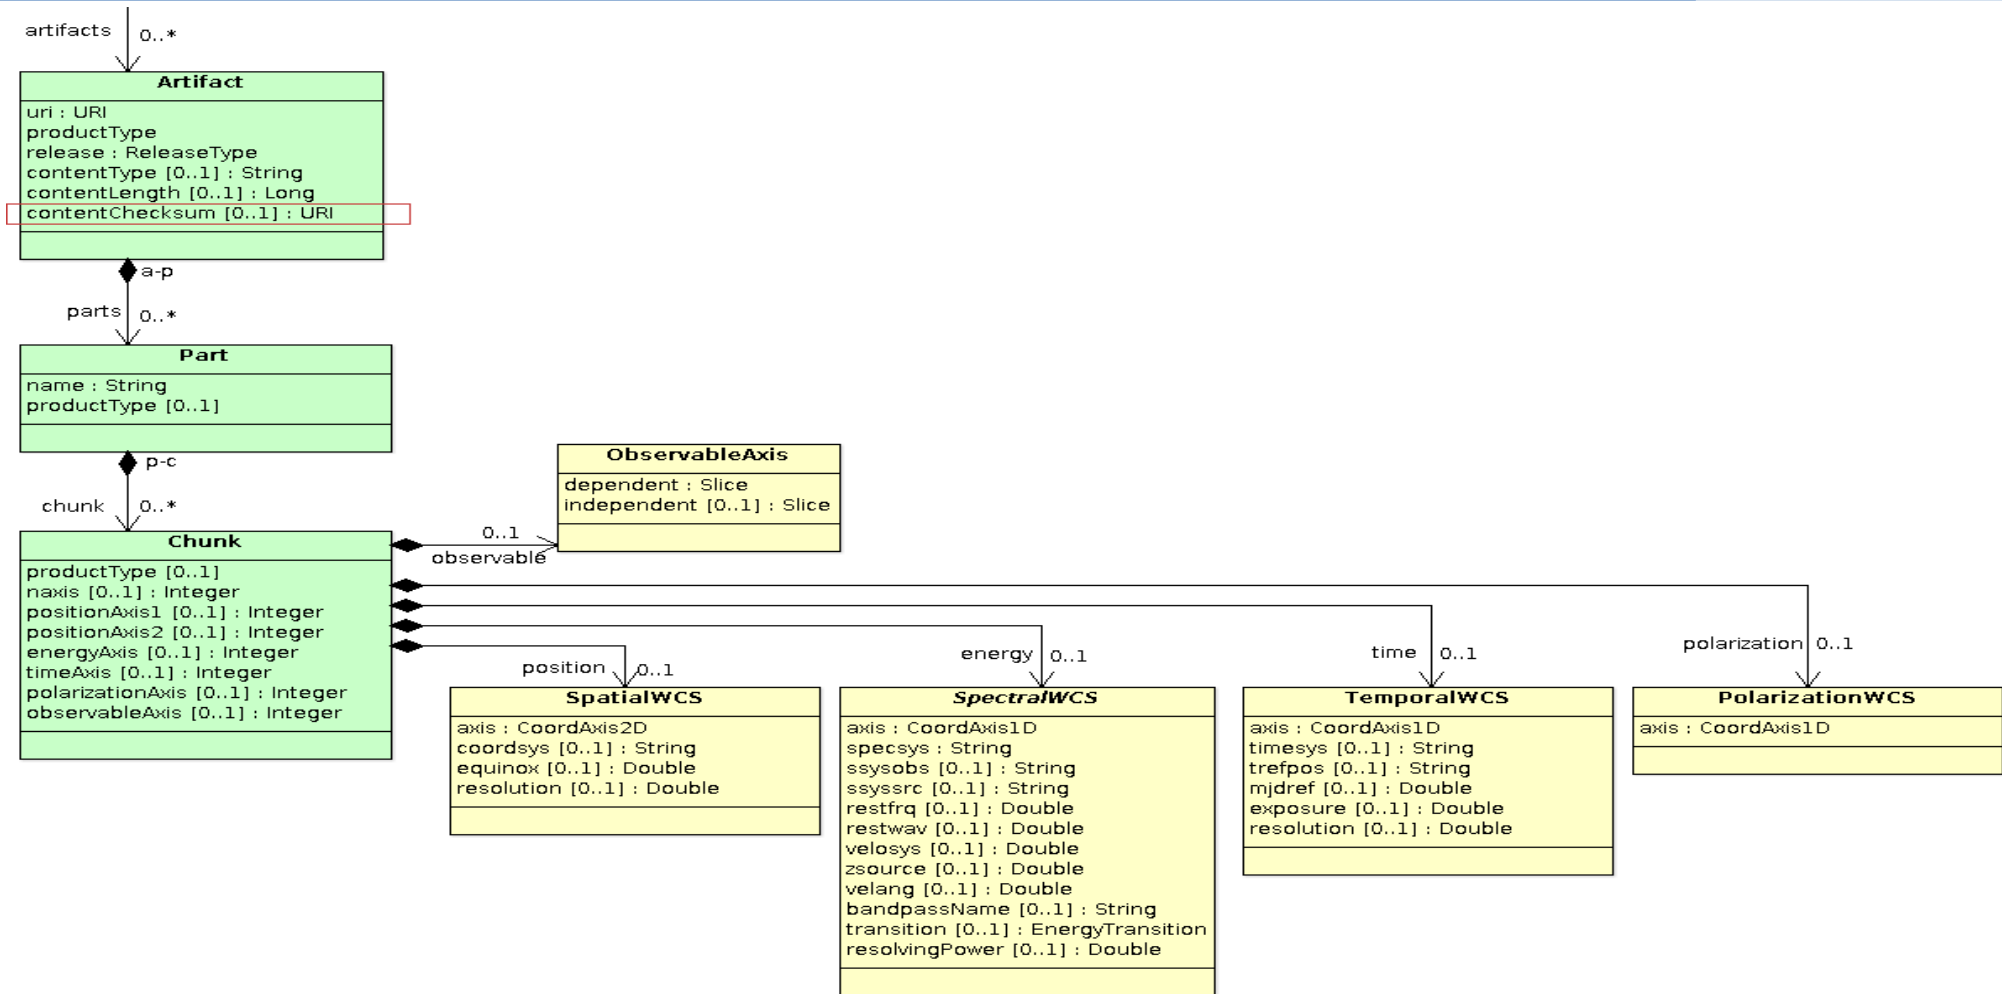 artifacts
0..*
Artifact
uri : URI
productType
release : ReleaseType
contentType [0..1] : String
contentLength [0..1] : Long
contentChecksum [0..1] : URI
a-p
parts
0..*
Part
name : String
productType [0..1]
p-c
chunk
0..*
Chunk
productType [0..1]
naxis [0..1] : Integer
positionAxis1 [0..1] : Integer
positionAxis2 [0..1] : Integer
energyAxis [0..1] : Integer
timeAxis [0..1] : Integer
polarizationAxis [0..1] : Integer
observableAxis [0..1] : Integer
0..1
observable
ObservableAxis
dependent : Slice
independent [0..1] : Slice
position
0..1
SpatialWCS
axis : CoordAxis2D
coordsys [0..1] : String
equinox [0..1] : Double
resolution [0..1] : Double
energy
0..1
SpectralWCS
axis : CoordAxis1D
specsys : String
ssysobs [0..1] : String
ssyssrc [0..1] : String
restfrq [0..1] : Double
restwav [0..1] : Double
velosys [0..1] : Double
zsource [0..1] : Double
velang [0..1] : Double
bandpassName [0..1] : String
transition [0..1] : EnergyTransition
resolvingPower [0..1] : Double
time
0..1
TemporalWCS
axis : CoordAxis1D
timesys [0..1] : String
trefpos [0..1] : String
mjdref [0..1] : Double
exposure [0..1] : Double
resolution [0..1] : Double
polarization
0..1
PolarizationWCS
axis : CoordAxis1D